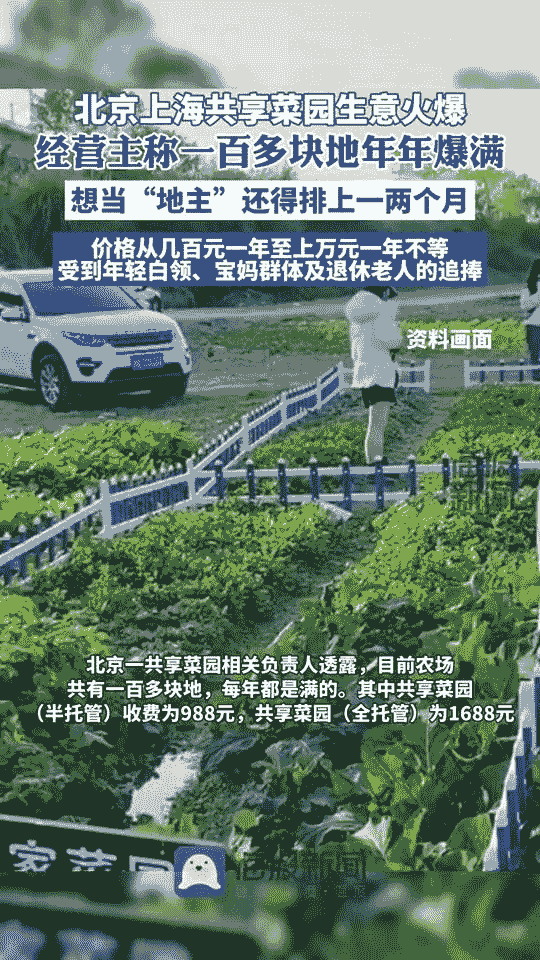 北京上海共享菜园生意火爆
经营主称一百多块地年年爆满
想当“地主”还得排上一两个月
价格从几百元一年至上万元一年不等
受到年轻白领、宝妈群体及退休老人的追捧
资料画面
北京一共享菜园相关负责人透露，目前农场
共有一百多块地，每年都是满的。其中共享菜园
（半托管）收费为988元，共享菜园（全托管）为1688元
家菜园